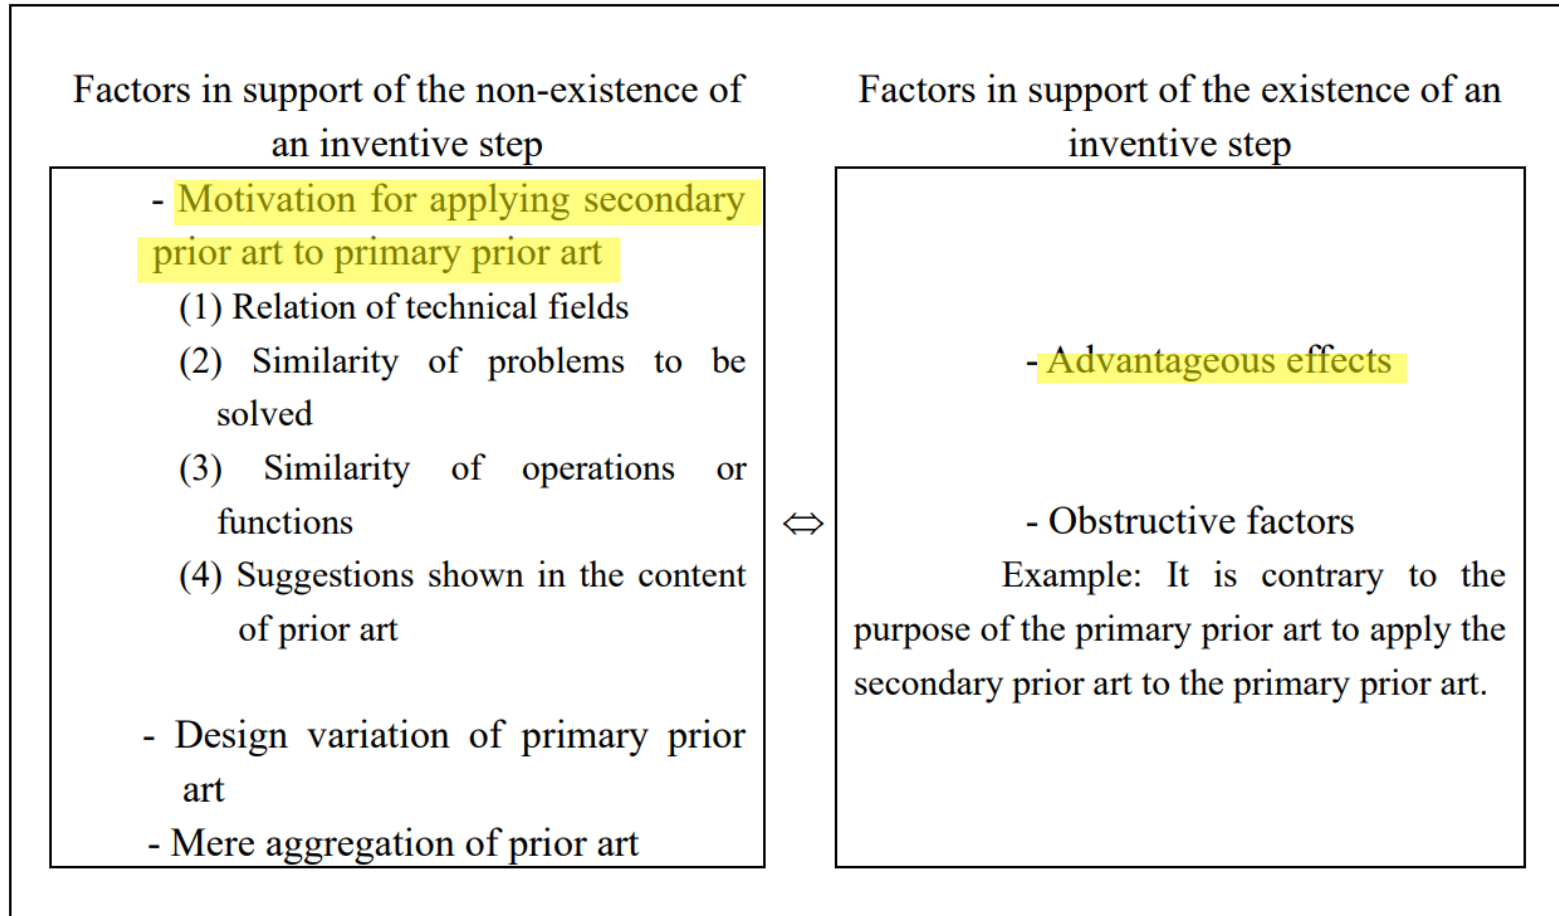 Factors in support of the non-existence of
an inventive step
- Motivation for applying secondary
prior art to primary prior art
(1) Relation of technical fields
(2) Similarity of problems to be
solved
(3) Similarity of operations or
functions
(4) Suggestions shown in the content
of prior art
- Design variation of primary prior
art
- Mere aggregation of prior art
⇔
Factors in support of the existence of an
inventive step
- Advantageous effects
- Obstructive factors
Example: It is contrary to the
purpose of the primary prior art to apply the
secondary prior art to the primary prior art.